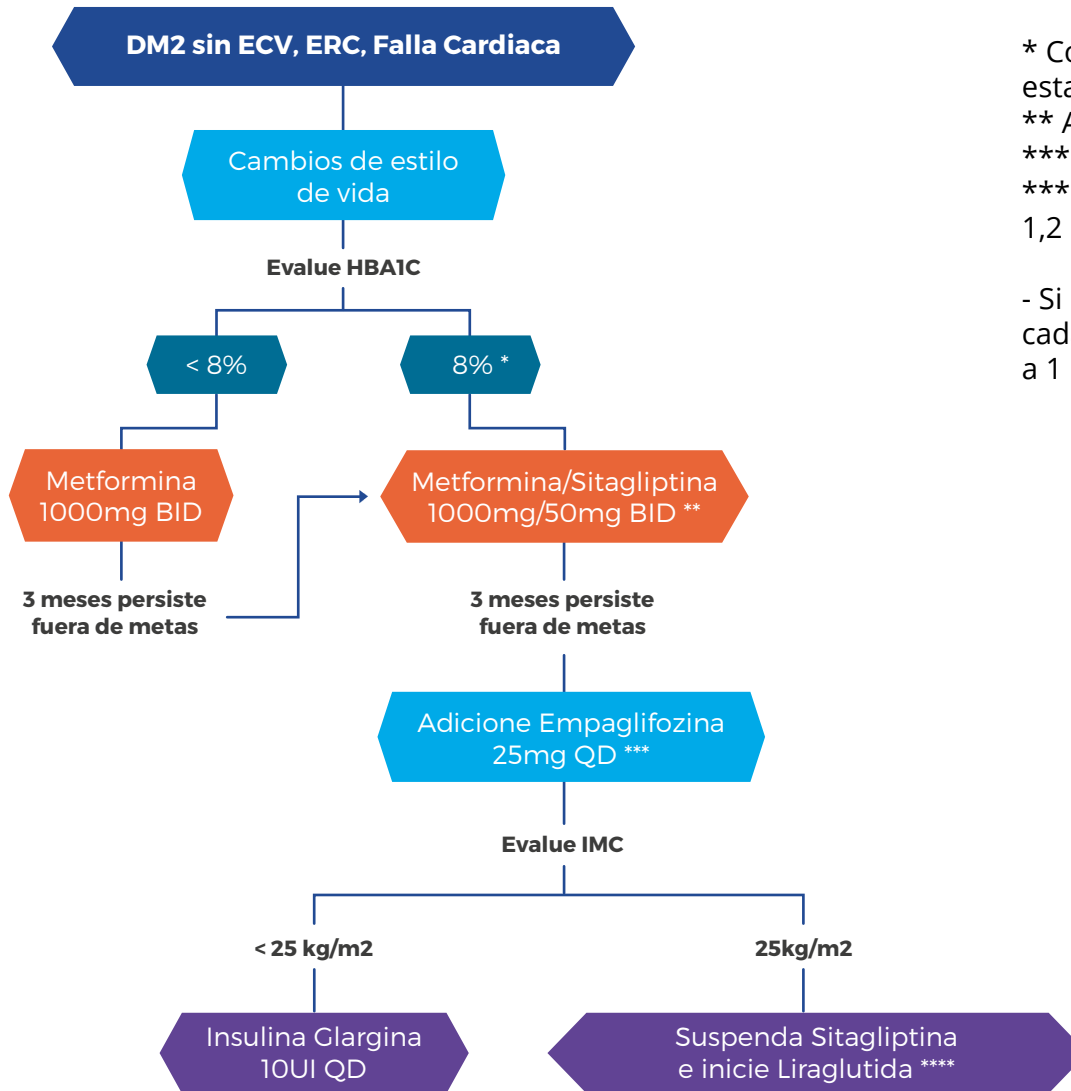 DM2 sin ECV, ERC, Falla Cardiaca
Cambios de estilo
de vida
Evalue HBA1C
< 8%
8% *
Metformina
1000mg BID
Metformina/Sitagliptina
1000mg/50mg BID **
3 meses persiste
fuera de metas
3 meses persiste
fuera de metas
Adicione Empaglifozina
25mg QD ***
Evalue IMC
< 25 kg/m2
25kg/m2
Insulina Glargina
10UI QD
Suspenda Sitagliptina
e inicie Liraglutida ****
*
**
***
***
1,2
- Si
a 1